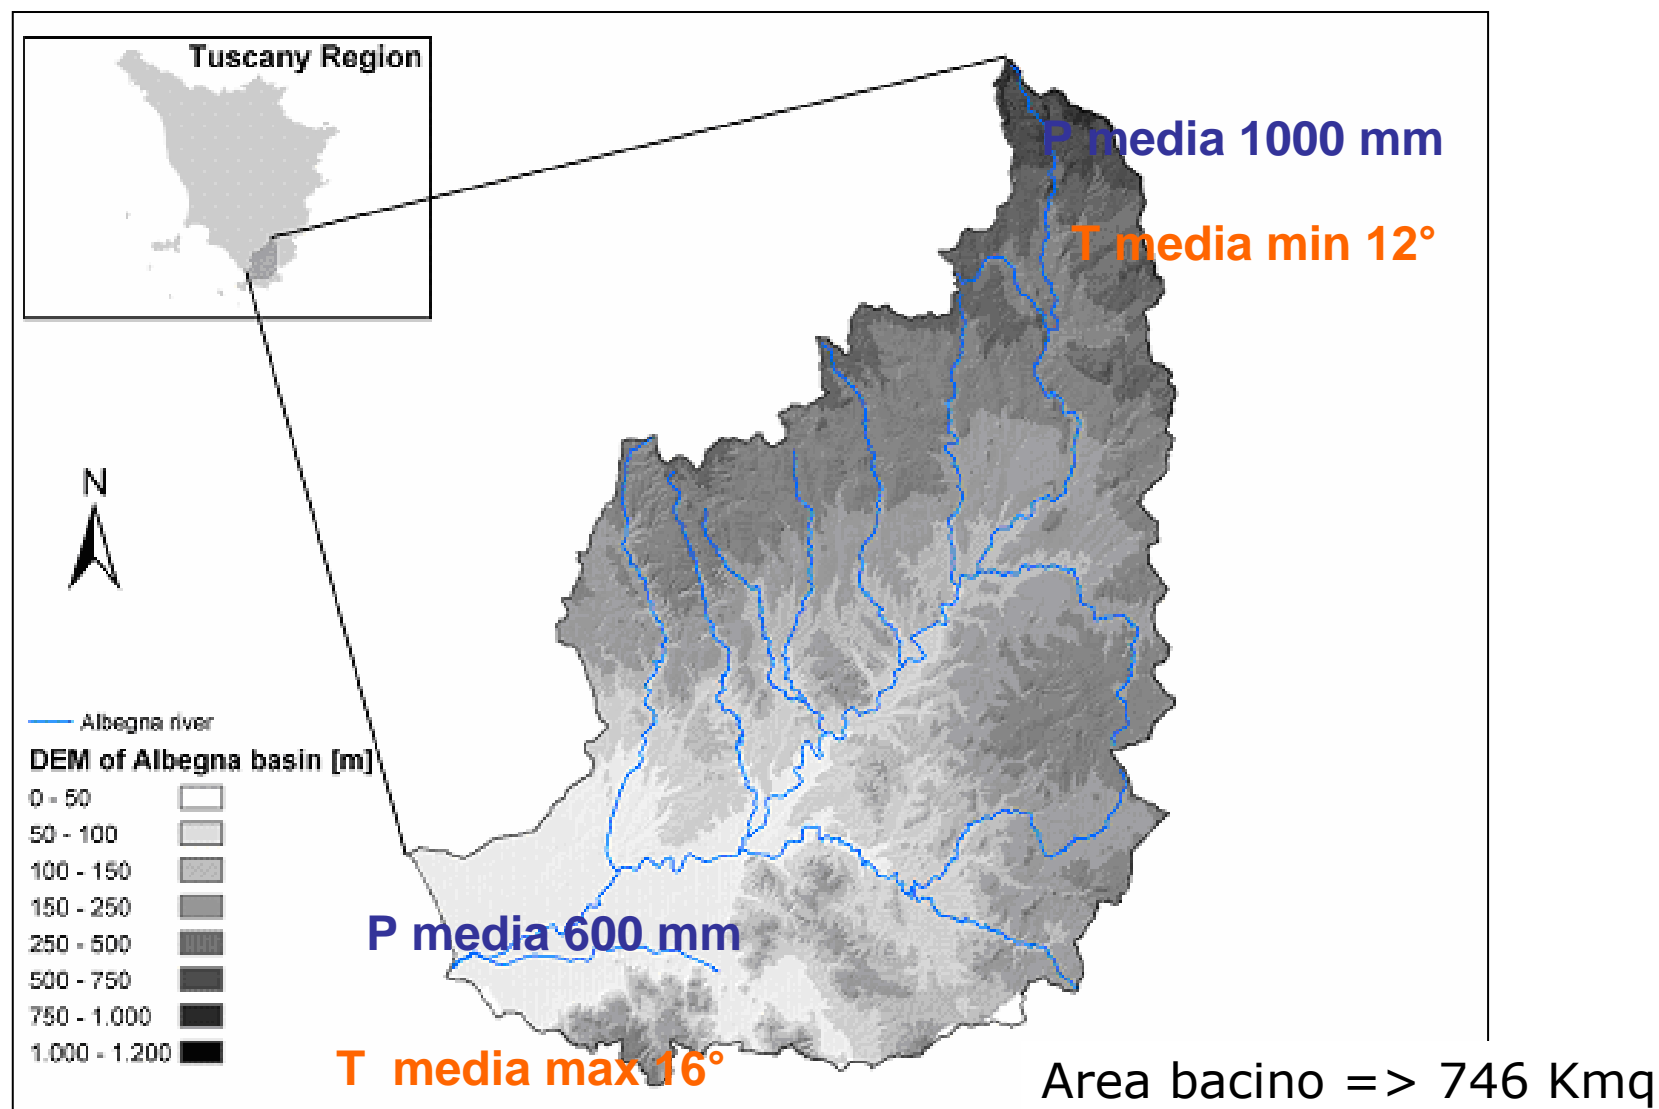 Tuscany Region
P media 1000 mm
T media min 12°
N
Albegna river
DEM of Albegna basin [m]
0 - 50
50 - 100
100 - 150
150 - 250
250 - 500
500 - 750
750 - 1.000
1.000 - 1.200
P media 600 mm
T media max 16°
Area bacino => 746 Kmq